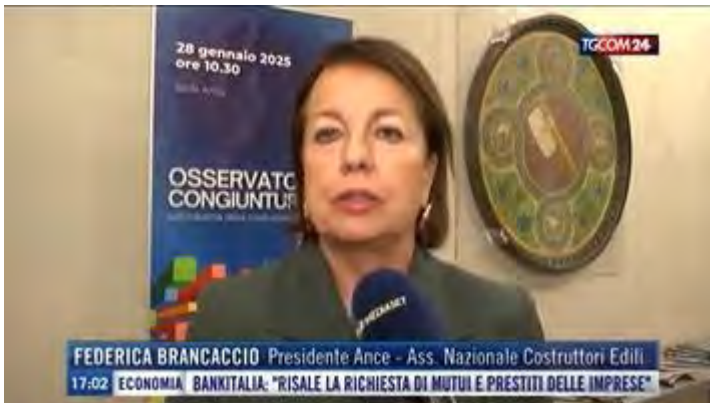 28 gennaio 2025
ore 10.30
TGCOM24
OSSERVATO
CONGIUNTUR
MEDIASET
FEDERICA BRANCACCIO Presidente Ance - Ass. Nazionale Costruttori Edili
17:02 ECONOMIA BANKITALIA: "RISALE LA RICHIESTA DI MUTUI E PRESTITI DELLE IMPRESE"